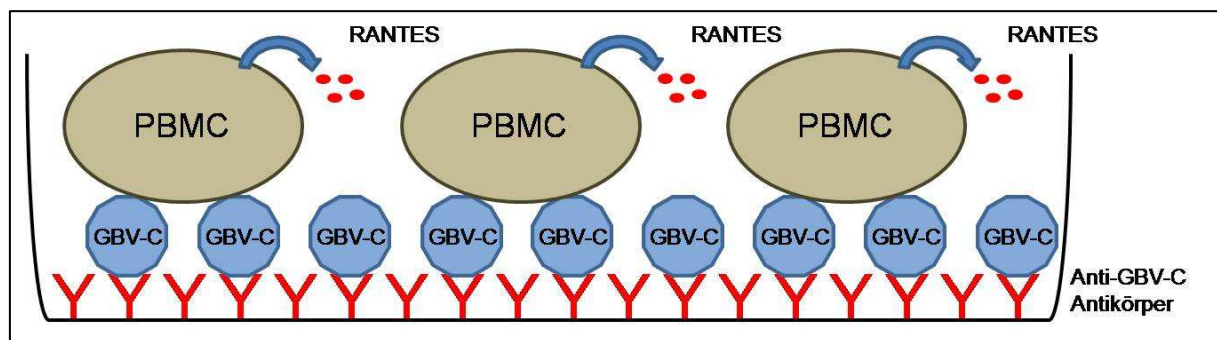 RANTES RANTES RANTES
PBMC PBMC PBMC
GBV-C GBV-C GBV-C GBV-C GBV-C GBV-C GBV-C GBV-C GBV-C
Anti-GBV-C
Antikörper